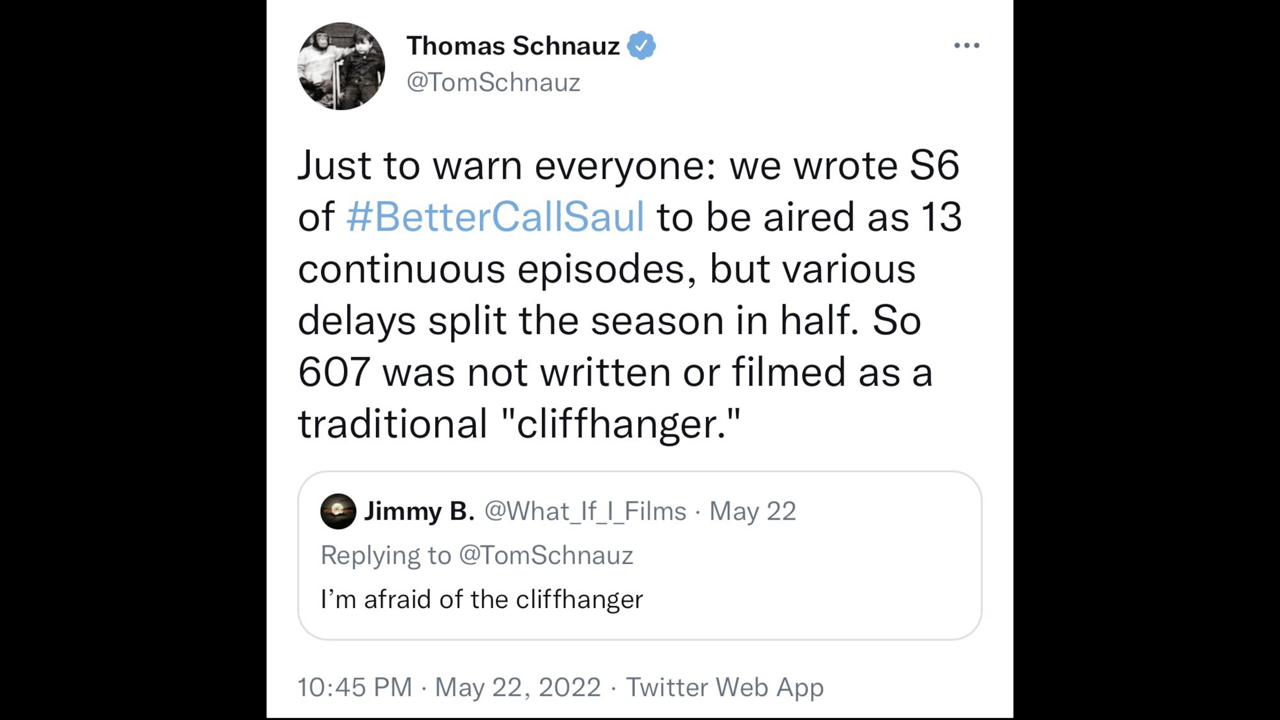 Thomas Schnauz
@TomSchnauz
Just to warn everyone: we wrote S6
of #BetterCallSaul to be aired as 13
continuous episodes, but various
delays split the season in half. So
607 was not written or filmed as a
traditional "cliffhanger."
Jimmy B. @What_If_I_Films · May 22
Replying to @TomSchnauz
I’m afraid of the cliffhanger
10:45 PM · May 22, 2022 · Twitter Web App